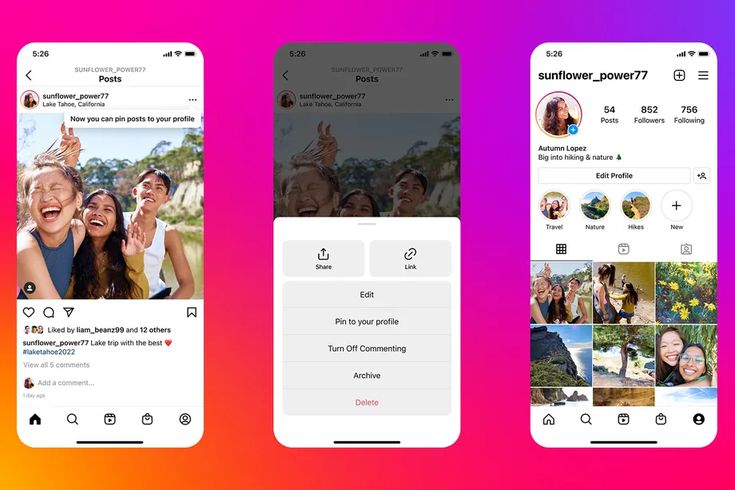 5:26
SUNFLOWER_POWER77
Posts
sunflower_power77
Lake Tahoe, California
Now you can pin posts to your profile
Liked by liam_beanz99 and 12 others
sunflower_power77 Lake trip with the best ❤️
#laketahoe2022
View all 5 comments
Add a comment...
1 day ago
5:26
SUNFLOWER_POWER77
Posts
sunflower_power77
Lake Tahoe, California
Share
Link
Edit
Pin to your profile
Turn Off Commenting
Archive
Delete
5:26
sunflower_power77
54 852 756
Posts Followers Following
Autumn Lopez
Big into hiking & nature 🌲
Edit Profile
Travel Nature Hikes New